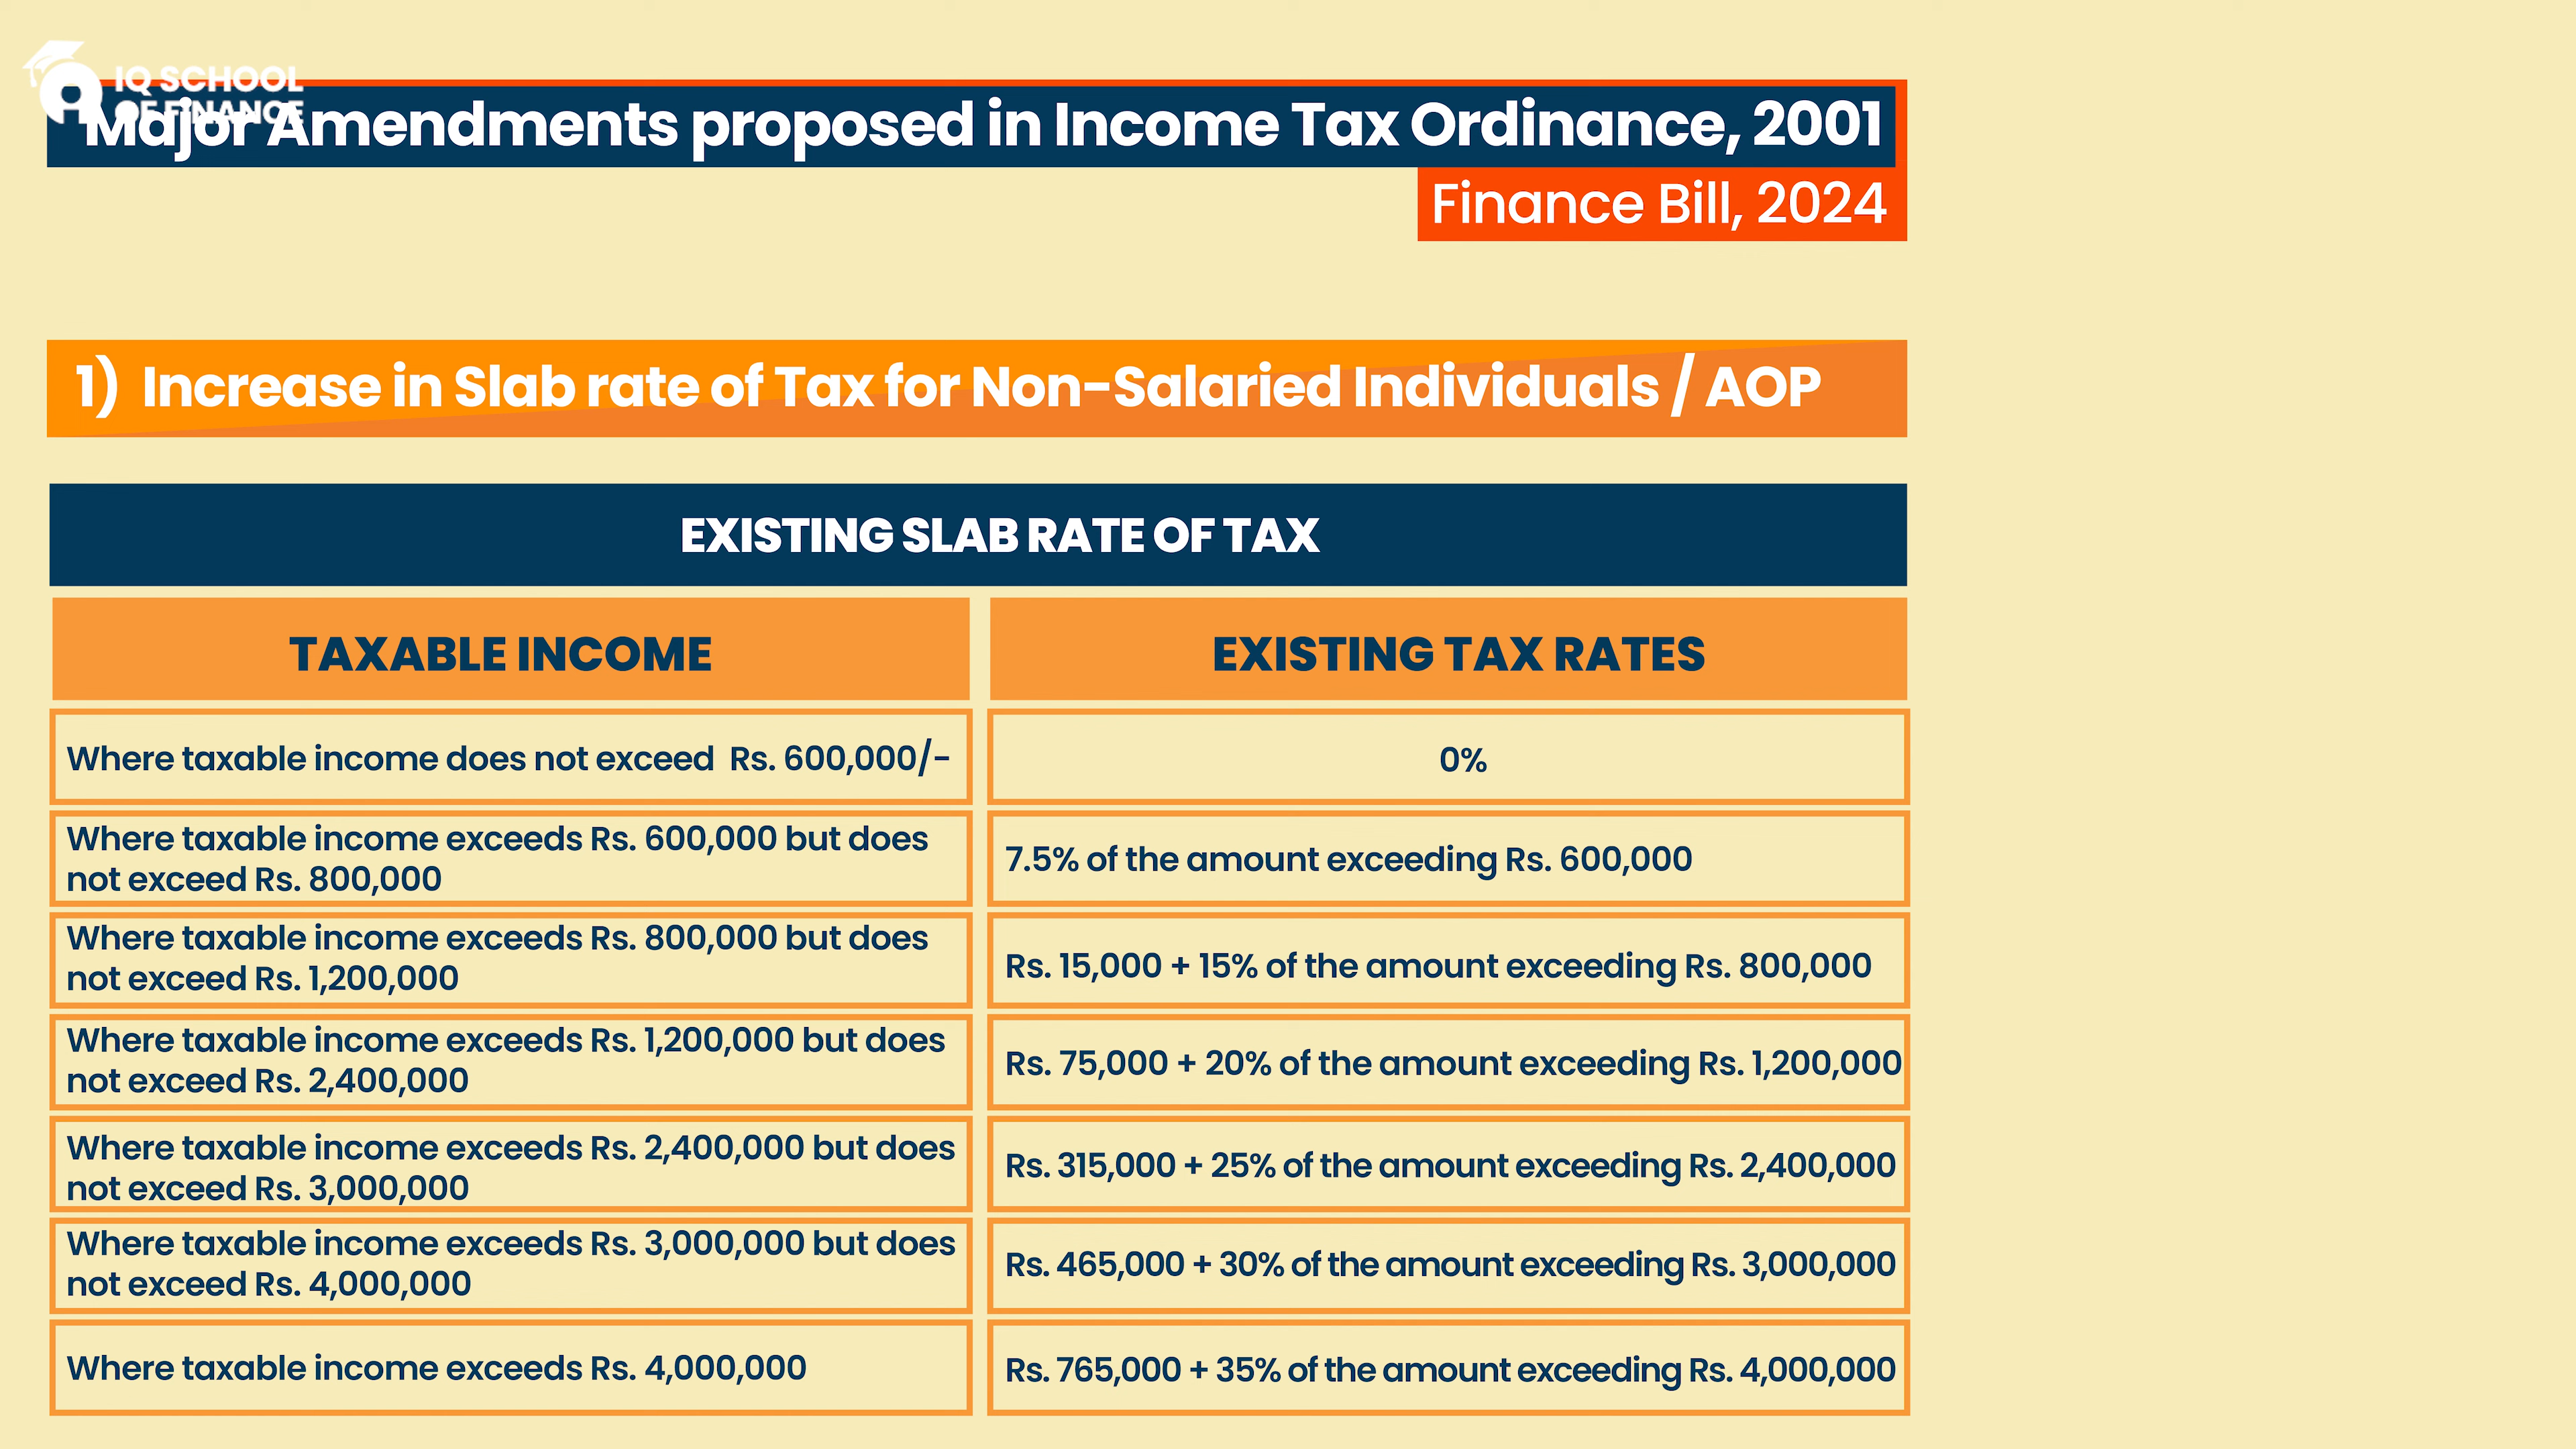 IQ SCHOOL
OF FINANCE
Major Amendments proposed in Income Tax Ordinance, 2001
Finance Bill, 2024
1) Increase in Slab rate of Tax for Non-Salaried Individuals / AOP
EXISTING SLAB RATE OF TAX
TAXABLE INCOME
EXISTING TAX RATES
Where taxable income does not exceed Rs. 600,000/-
0%
Where taxable income exceeds Rs. 600,000 but does
not exceed Rs. 800,000
7.5% of the amount exceeding Rs. 600,000
Where taxable income exceeds Rs. 800,000 but does
not exceed Rs. 1,200,000
Rs. 15,000 + 15% of the amount exceeding Rs. 800,000
Where taxable income exceeds Rs. 1,200,000 but does
not exceed Rs. 2,400,000
Rs. 75,000 + 20% of the amount exceeding Rs. 1,200,000
Where taxable income exceeds Rs. 2,400,000 but does
not exceed Rs. 3,000,000
Rs. 315,000 + 25% of the amount exceeding Rs. 2,400,000
Where taxable income exceeds Rs. 3,000,000 but does
not exceed Rs. 4,000,000
Rs. 465,000 + 30% of the amount exceeding Rs. 3,000,000
Where taxable income exceeds Rs. 4,000,000
Rs. 765,000 + 35% of the amount exceeding Rs. 4,000,000